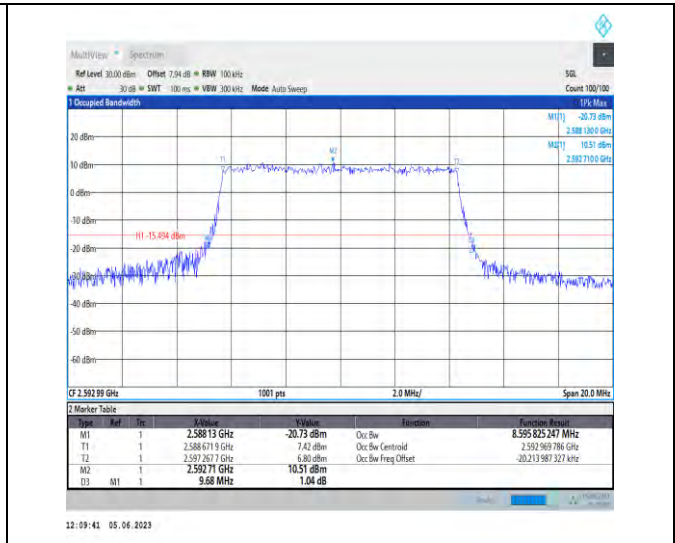 MultiView Spectrum
Ref Level 30.00 dBm Offset 7.94 dB RBW 100 kHz SGL
Att 30 dB SWT 100 ms VBW 300 kHz Mode Auto Sweep Count 100/100
1 Occupied Bandwidth 1Pk Max
M1[1] -20.73 dBm
2.588 130 0 GHz
20 dBm M2[1] 10.51 dBm
2.592 710 0 GHz
M2
10 dBm T1
0 dBm
-10 dBm
H1 -15.494 dBm
-20 dBm
-40 dBm
-50 dBm
-60 dBm
CF 2.592 99 GHz 1001 pts 2.0 MHz/ Span 20.0 MHz
2 Marker Table
Type Ref Trc X-Value Y-Value Function Function Result
M1 1 2.588 13 GHz -20.73 dBm Occ Bw 8.595 825 247 MHz
T1 1 2.588 671 9 GHz 7.42 dBm Occ Bw Centroid 2.592 969 786 GHz
T2 1 2.597 267 7 GHz 6.80 dBm Occ Bw Freq Offset -20.213 987 327 kHz
M2 1 2.592 71 GHz 10.51 dBm
D3 M1 1 9.68 MHz 1.04 dB
12:09:41 05.06.2023